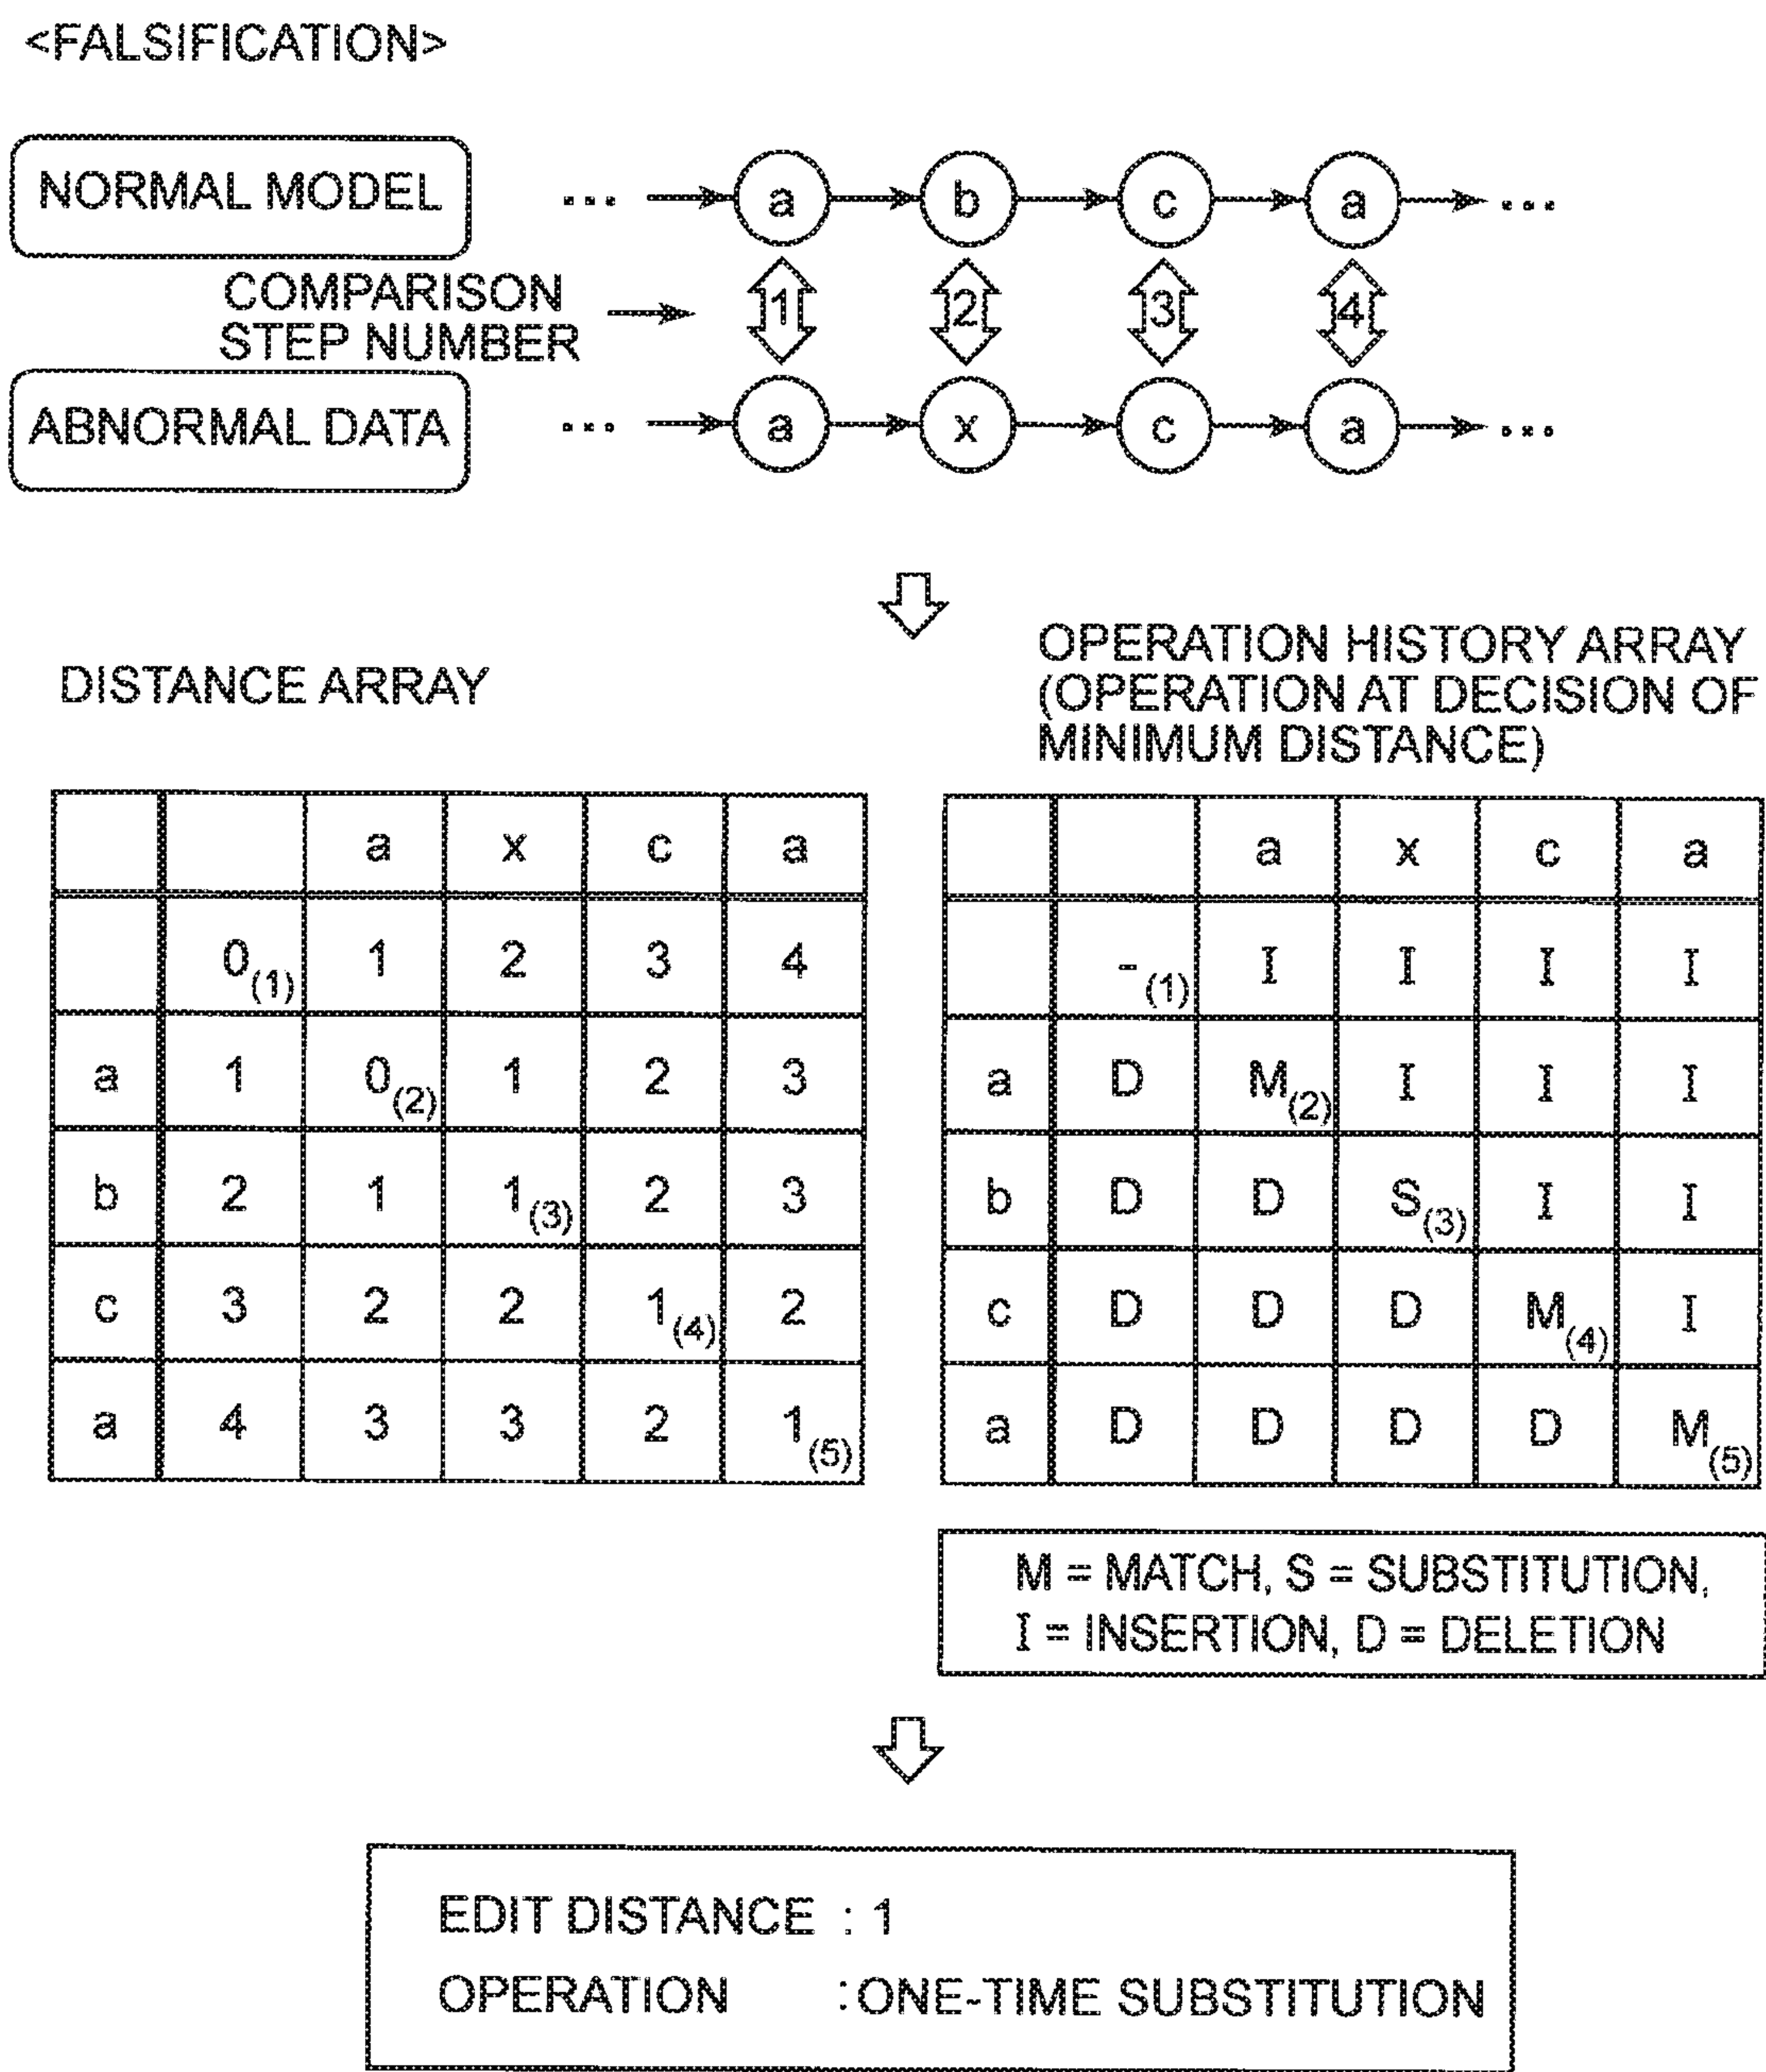 <FALSIFICATION>
NORMAL MODEL ... a b c a ...
COMPARISON
STEP NUMBER 1 2 3 4
ABNORMAL DATA ... a x c a ...
DISTANCE ARRAY
a x c a
0(1) 1 2 3 4
a 1 0(2) 1 2 3
b 2 1 1(3) 2 3
c 3 2 2 1(4) 2
a 4 3 3 2 1(5)
OPERATION HISTORY ARRAY
(OPERATION AT DECISION OF
MINIMUM DISTANCE)
a x c a
-(1) I I I I
a D M(2) I I I
b D D S(3) I I
c D D D M(4) I
a D D D D M(5)
M = MATCH, S = SUBSTITUTION,
I = INSERTION, D = DELETION
EDIT DISTANCE : 1
OPERATION : ONE-TIME SUBSTITUTION